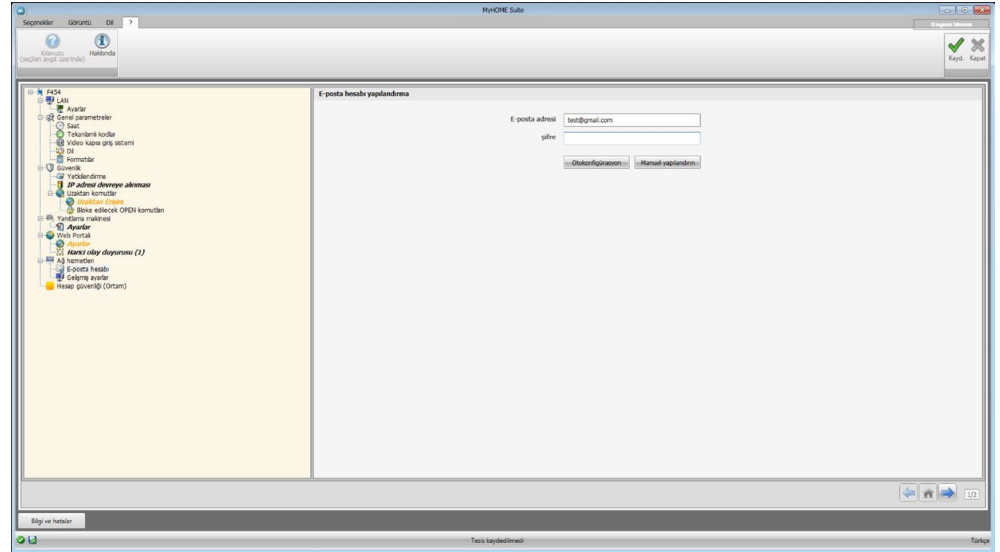 MyHOME Suite
Seçenekler Görüntü Dil ?
Kılavuzu
(seçilen aygıt üzerinde)
Hakkında
Kayd. Kapat
F454
LAN
Ayarlar
Genel parametreler
Saat
Tekanlamlı kodlar
Video kapısı giriş sistemi
Dil
Formatlar
Güvenlik
Yetkilendirme
IP adresi devreye alınması
Uzaktan komutlar
Uzaktan Erişim
Bloke edilecek OPEN komutları
Yanıtlama makinesi
Ayarlar
Web Portalı
Ayarlar
Harici olay duyurusu (1)
Ağ hizmetleri
E-posta hesabı
Gelişmiş ayarlar
Hesap güvenliği (Ortam)
E-posta hesabı yapılandırma
E-posta adresi test@gmail.com
şifre
Otokonfigürasyon Manuel yapılandırın
1/2
Bilgi ve hatalar
Tesis kaydedilmedi
Türkçe